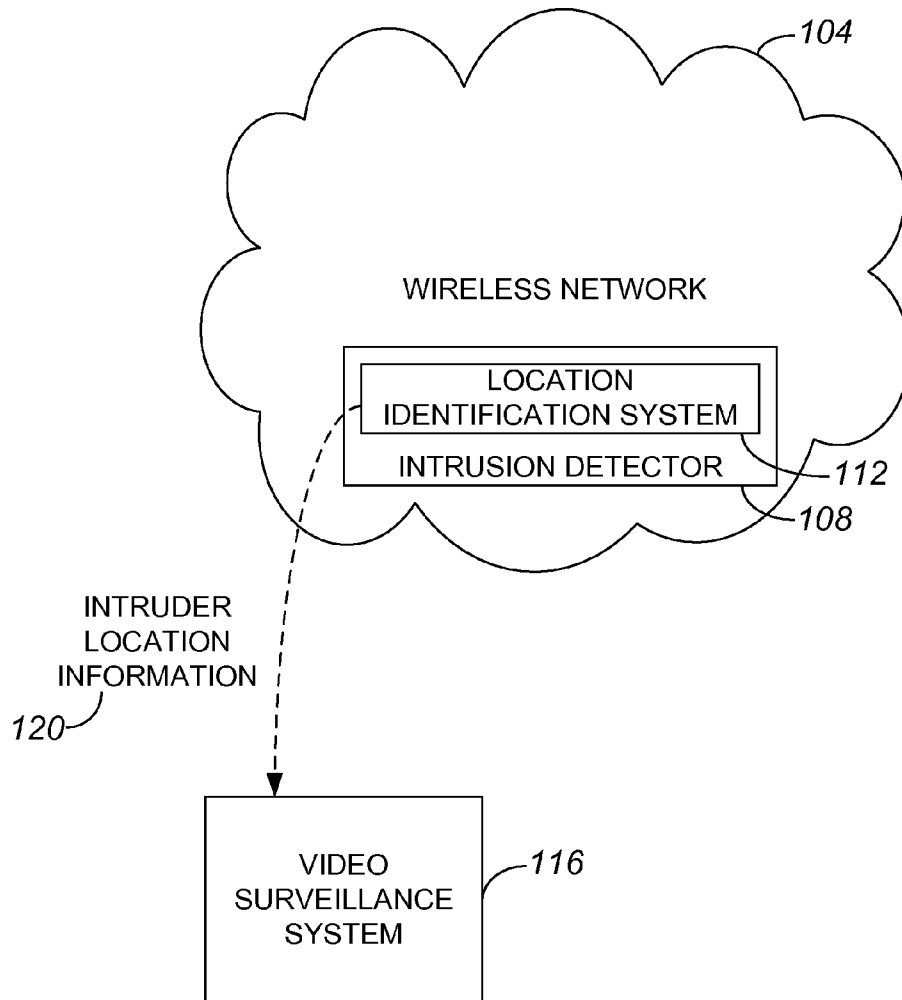 104
WIRELESS NETWORK
LOCATION
IDENTIFICATION SYSTEM
INTRUSION DETECTOR
112
108
INTRUDER
LOCATION
INFORMATION
120
VIDEO
SURVEILLANCE
SYSTEM
116